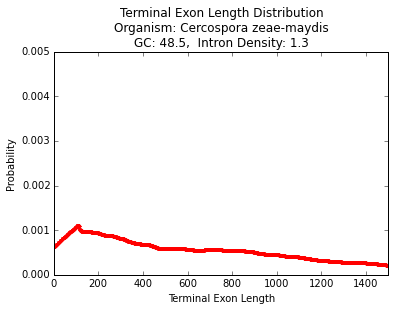 Terminal Exon Length Distribution
Organism: Cercospora zeae-maydis
GC: 48.5,  Intron Density: 1.3
0.005
0.004
0.003
0.002
0.001
0.000
Probability
0 200 400 600 800 1000 1200 1400
Terminal Exon Length